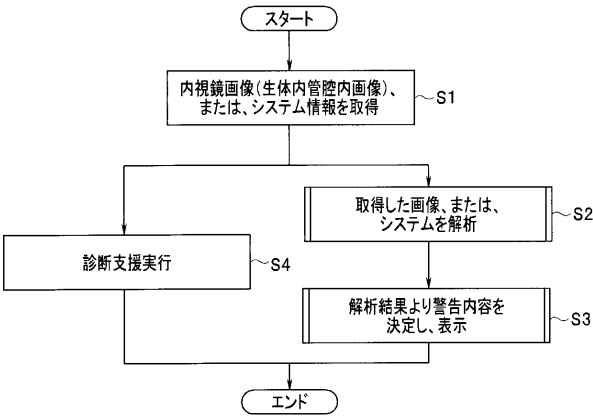 スタート
内視鏡画像(生体内管腔内画像)、
または、システム情報を取得
S1
取得した画像、または、
システムを解析
S2
診断支援実行
S4
解析結果より警告内容を
決定し、表示
S3
エンド